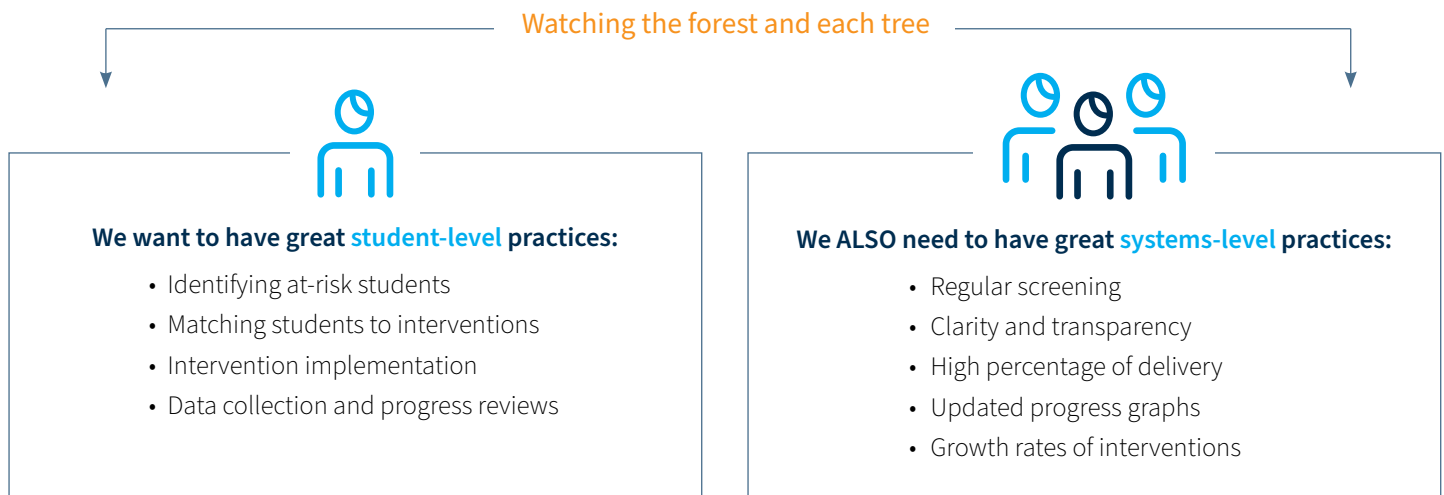 Watching the forest and each tree
We want to have great student-level practices:
• Identifying at-risk students
• Matching students to interventions
• Intervention implementation
• Data collection and progress reviews
We ALSO need to have great systems-level practices:
• Regular screening
• Clarity and transparency
• High percentage of delivery
• Updated progress graphs
• Growth rates of interventions